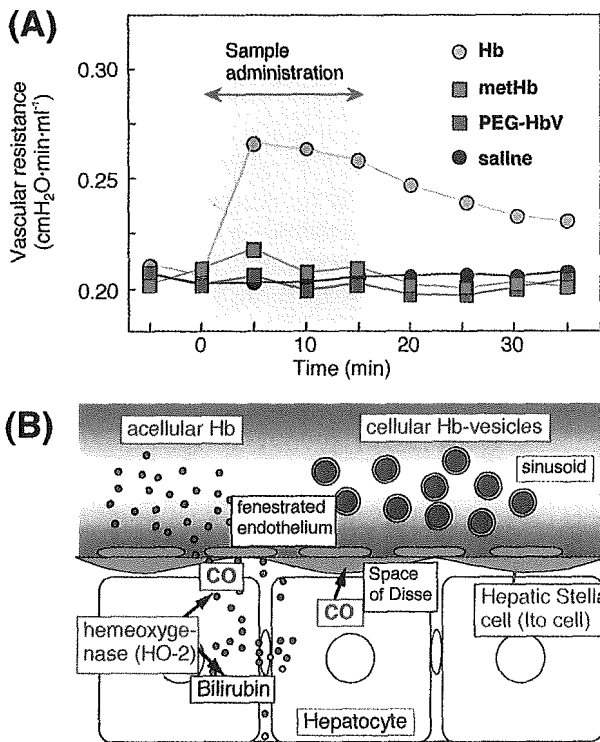 (A)
Sample
administration
Hb
metHb
PEG-HbV
saline
Vascular resistance
(cmH₂O·min·ml⁻¹)
0.30
0.25
0.20
0
10
20
30
Time (min)
(B)
acellular Hb
cellular Hb-vesicles
sinusoid
fenestrated
endothelium
CO
Space
of Disse
CO
Hepatic Stella
cell (Ito cell)
hemeoxyge-
nase (HO-2)
Bilirubin
Hepatocyte